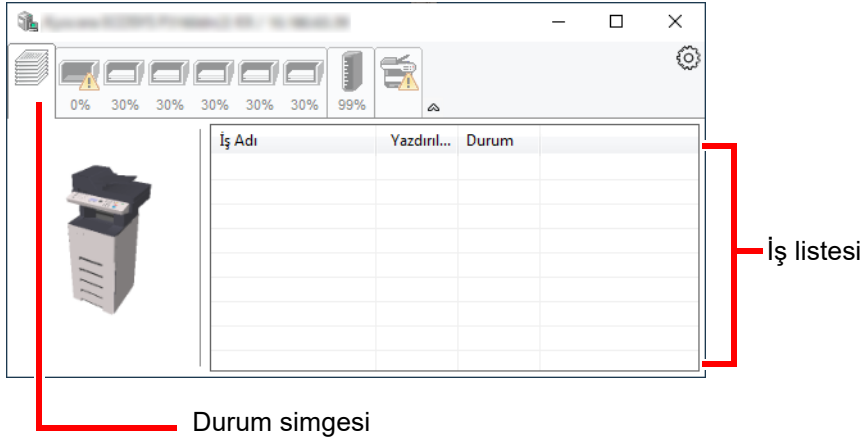 0% 30% 30% 30% 30% 30% 99%
İş Adı Yazdırıl... Durum
İş listesi
Durum simgesi